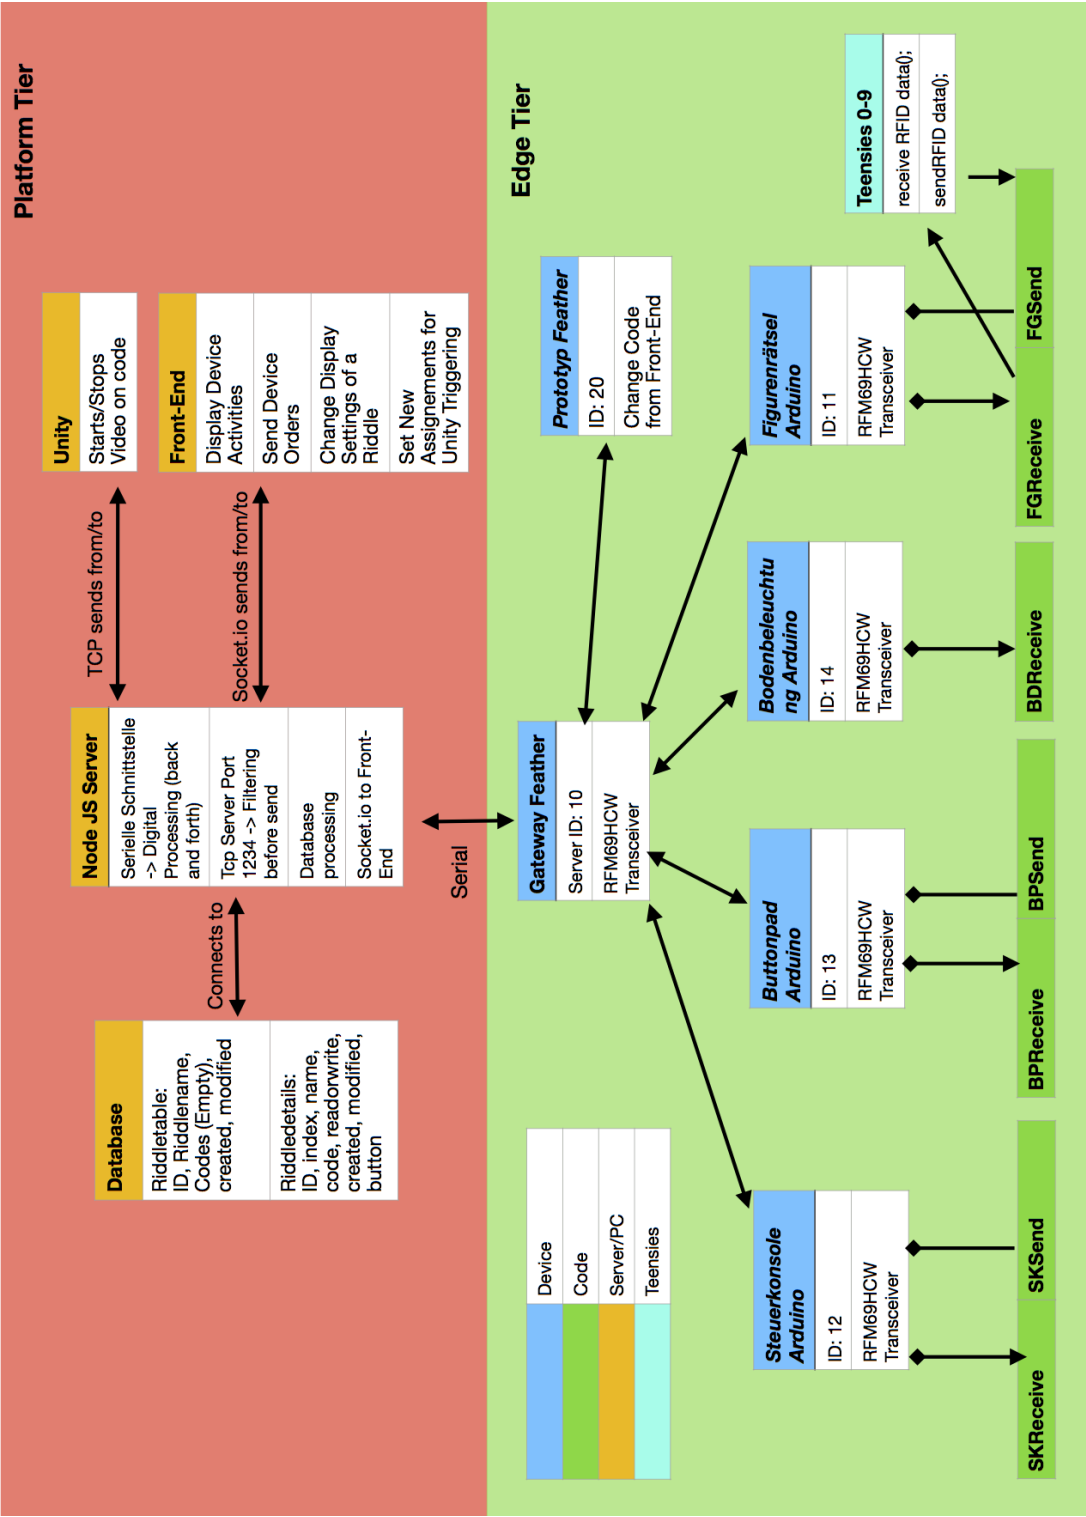 Platform Tier
Database
Riddletable:
ID, Riddlename,
Codes (Empty),
created, modified
Riddledetails:
ID, index, name,
code, readorwrite,
created, modified,
button
Connects to
Node JS Server
Serielle Schnittstelle
-> Digital
Processing (back
and forth)
Tcp Server Port
1234 -> Filtering
before send
Database
processing
Socket.io to Front-
End
TCP sends from/to
Socket.io sends from/to
Unity
Starts/Stops
Video on code
Front-End
Display Device
Activities
Send Device
Orders
Change Display
Settings of a
Riddle
Set New
Assignements for
Unity Triggering
Serial
Edge Tier
Device
Code
Server/PC
Teensies
Gateway Feather
Server ID: 10
RFM69HCW
Transceiver
Prototyp Feather
ID: 20
Change Code
from Front-End
Steuerkonsole
Arduino
ID: 12
RFM69HCW
Transceiver
Buttonpad
Arduino
ID: 13
RFM69HCW
Transceiver
Bodenbeleuchtu
ng Arduino
ID: 14
RFM69HCW
Transceiver
Figurenrätsel
Arduino
ID: 11
RFM69HCW
Transceiver
Teensies 0-9
receive RFID data();
sendRFID data();
SKReceive
SKSend
BPReceive
BPSend
BDReceive
FGReceive
FGSend